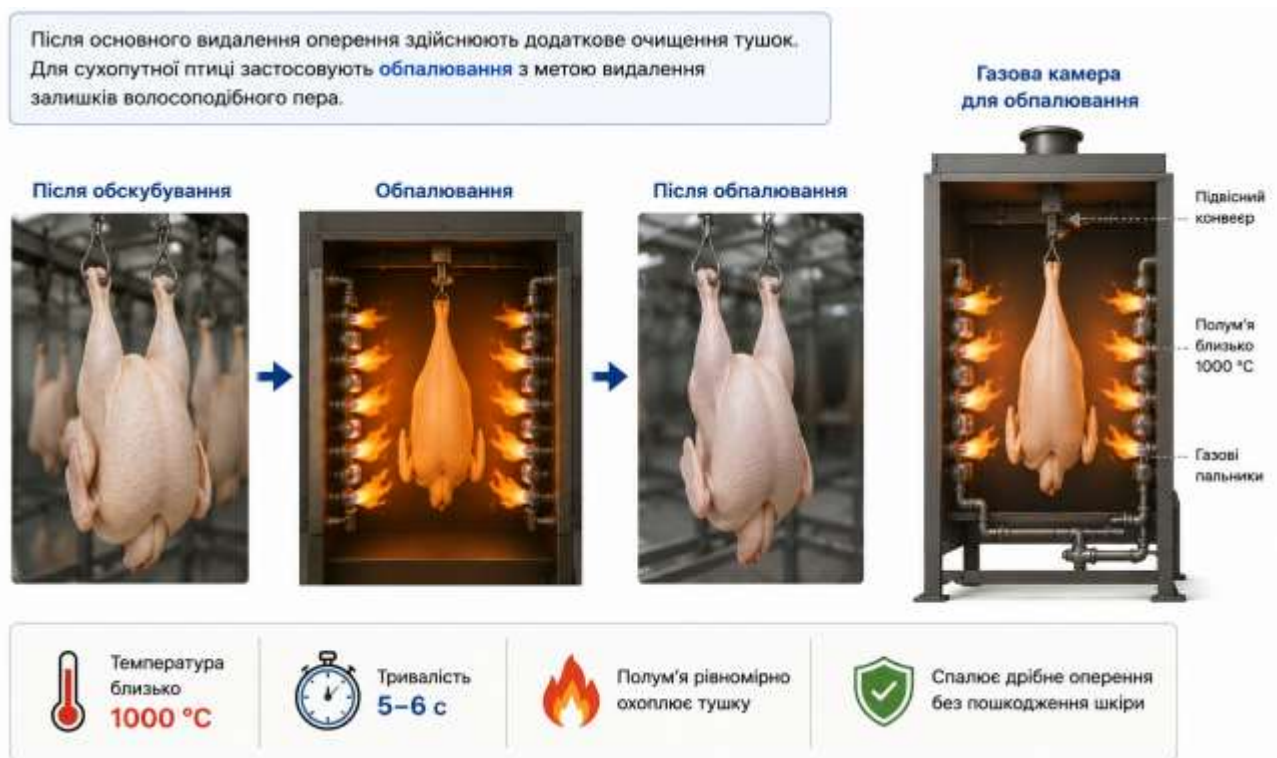 Після основного видалення оперення здійснюють додаткове очищення тушок.
Для сухопутної птиці застосовують обпалювання з метою видалення
залишків волосоподібного пера.
Газова камера
для обпалювання
Після обскубування
Обпалювання
Після обпалювання
Підвісний
конвеєр
Полум'я
близько
1000 °C
Газові
пальники
Температура
близько
1000 °C
Тривалість
5–6 с
Полум'я рівномірно
охоплює тушку
Спалює дрібне оперення
без пошкодження шкіри